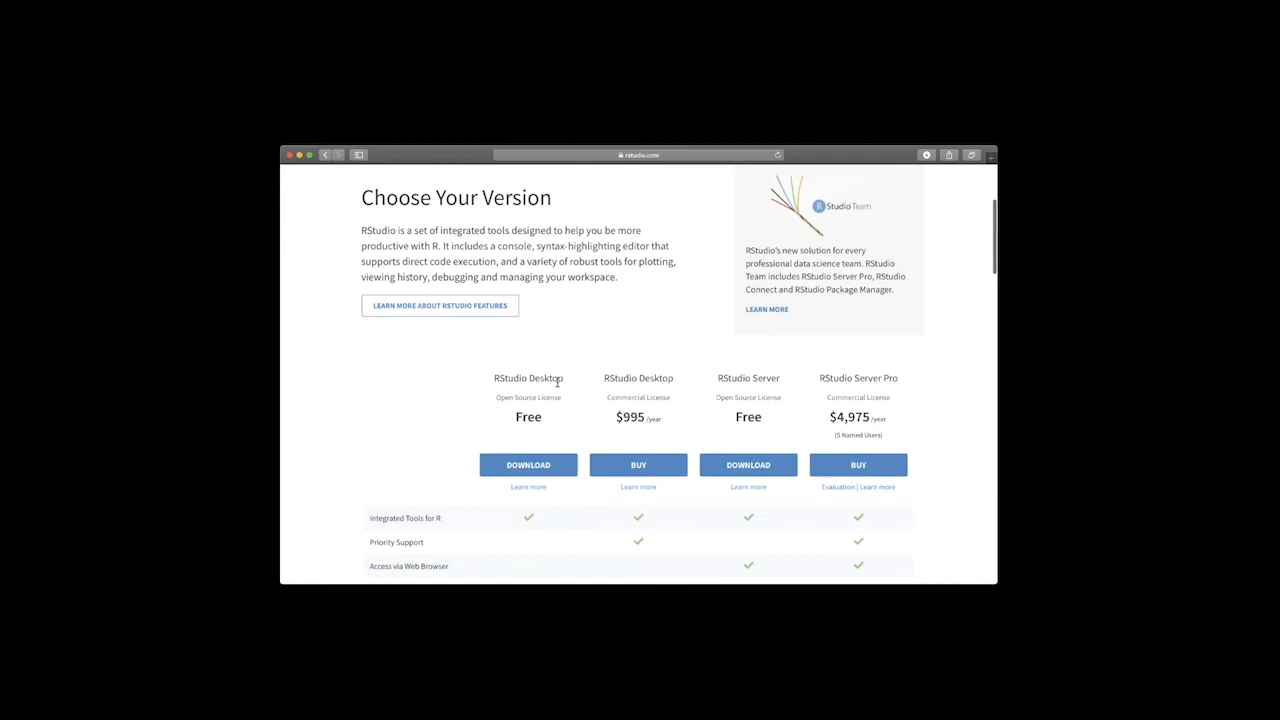 rstudio.com
Choose Your Version
RStudio is a set of integrated tools designed to help you be more
productive with R. It includes a console, syntax-highlighting editor that
supports direct code execution, and a variety of robust tools for plotting,
viewing history, debugging and managing your workspace.
LEARN MORE ABOUT RSTUDIO FEATURES
R Studio Team
RStudio's new solution for every
professional data science team. RStudio
Team includes RStudio Server Pro, RStudio
Connect and RStudio Package Manager.
LEARN MORE
RStudio Desktop RStudio Desktop RStudio Server RStudio Server Pro
Open Source License Commercial License Open Source License Commercial License
Free $995 /year Free $4,975 /year
(5 Named Users)
DOWNLOAD BUY DOWNLOAD BUY
Learn more Learn more Learn more Evaluation | Learn more
Integrated Tools for R
Priority Support
Access via Web Browser